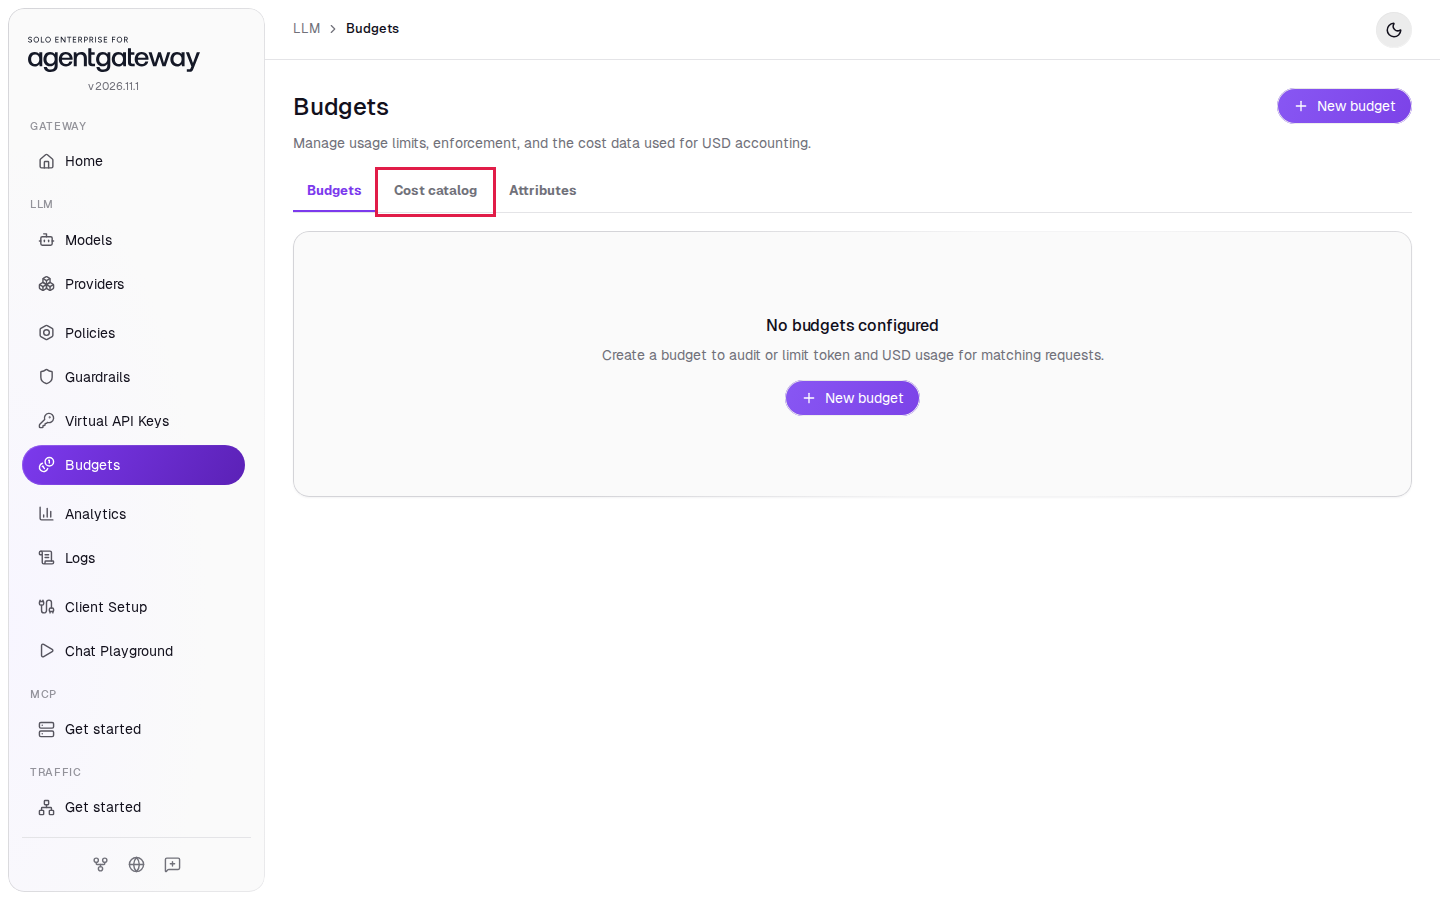 SOLO ENTERPRISE FOR
agentgateway
v2026.11.1
GATEWAY
Home
LLM
Models
Providers
Policies
Guardrails
Virtual API Keys
Budgets
Analytics
Logs
Client Setup
Chat Playground
MCP
Get started
TRAFFIC
Get started
LLM > Budgets
Budgets
New budget
Manage usage limits, enforcement, and the cost data used for USD accounting.
Budgets Cost catalog Attributes
No budgets configured
Create a budget to audit or limit token and USD usage for matching requests.
New budget